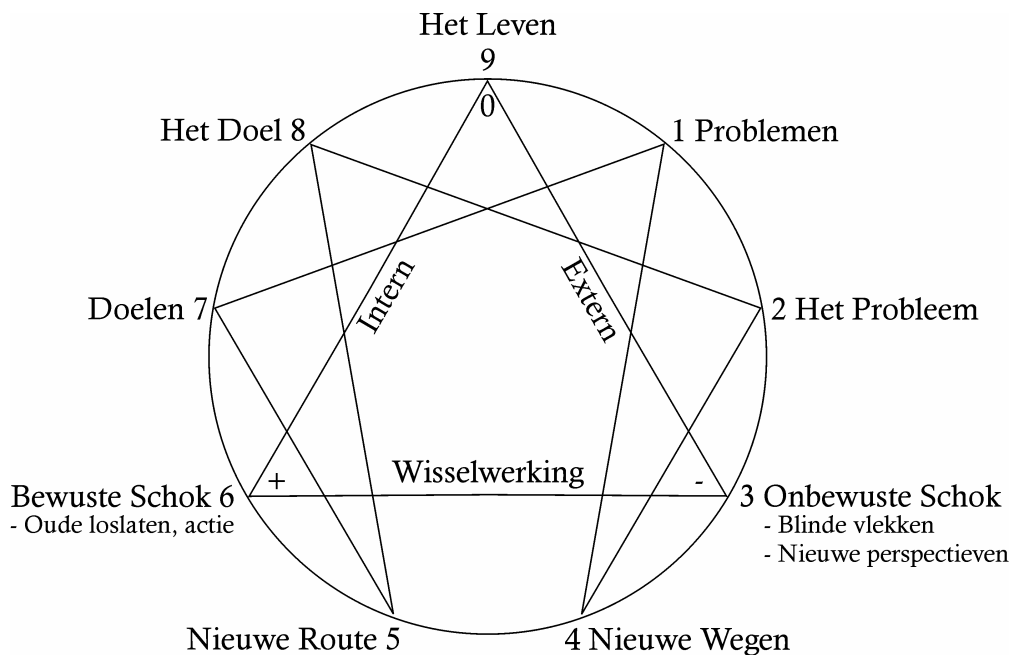 Het Leven
9
0
Het Doel 8
1 Problemen
Intern
Extern
Doelen 7
2 Het Probleem
Wisselwerking
+
-
Bewuste Schok 6
- Oude loslaten, actie
3 Onbewuste Schok
- Blinde vlekken
- Nieuwe perspectieven
Nieuwe Route 5
4 Nieuwe Wegen